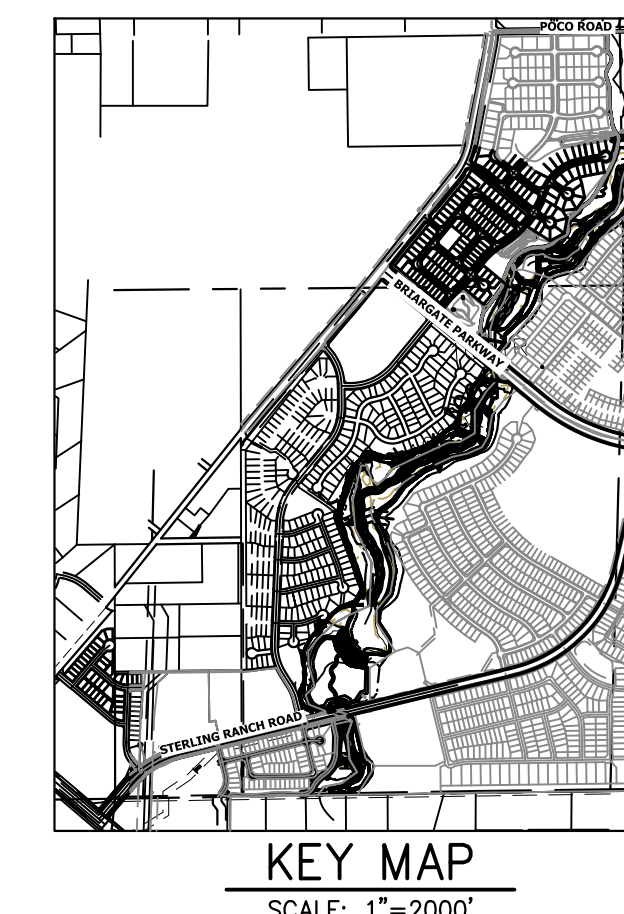 POCO ROAD
BRIARGATE PARKWAY
STERLING RANCH ROAD
KEY MAP
SCALE: 1"=2000'